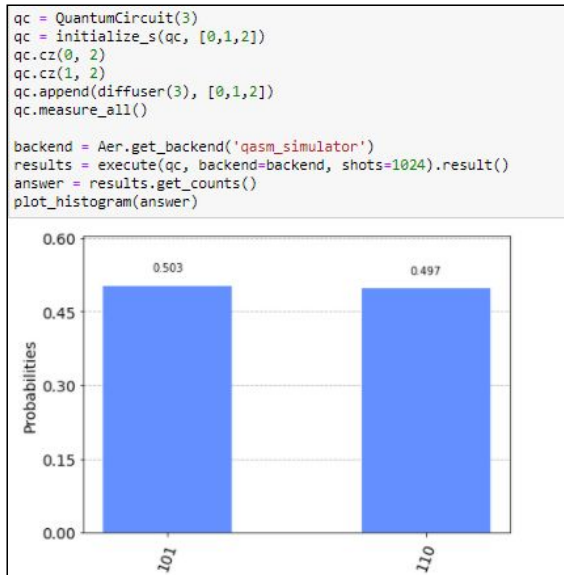 qc = QuantumCircuit(3)
qc = initialize_s(qc, [0,1,2])
qc.cz(0, 2)
qc.cz(1, 2)
qc.append(diffuser(3), [0,1,2])
qc.measure_all()
backend = Aer.get_backend('qasm_simulator')
results = execute(qc, backend=backend, shots=1024).result()
answer = results.get_counts()
plot_histogram(answer)
0.60
0.503
0.497
0.45
0.30
0.15
0.00
Probabilities
101
110